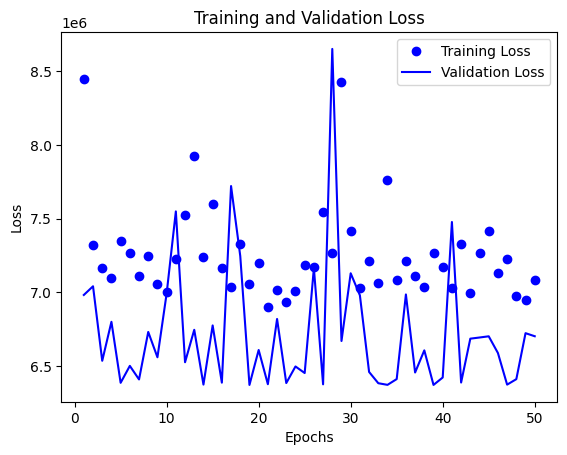 Training and Validation Loss
1e6
Training Loss
Validation Loss
8.5
8.0
7.5
7.0
6.5
Loss
0
10
20
30
40
50
Epochs